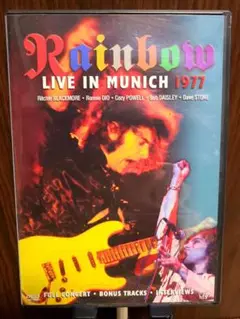 Rainbow
LIVE IN MUNICH 1977
Ritchie BLACKMORE • Ronnie DIO • Cozy POWELL • Bob DAISLEY • David STONE
FULL CONCERT • BONUS TRACKS • INTERVIEWS